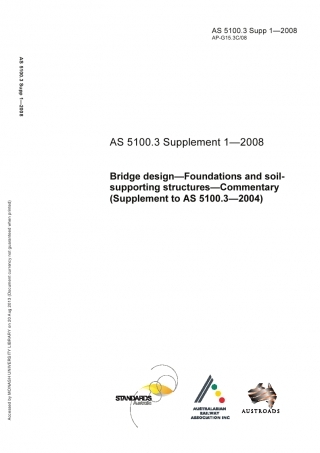 AS 5100.3 Supp 1—2008
AP-G15.3C/08
AS 5100.3 Supp 1—2008
AS 5100.3 Supplement 1—2008
Bridge design—Foundations and soil-
supporting structures—Commentary
(Supplement to AS 5100.3—2004)
Accessed by MONASH UNIVERSITY LIBRARY on 20 Aug 2010 (Document currency not guaranteed when printed)
STANDARDS
Australia
AUSTRALASIAN
RAILWAY
ASSOCIATION INC
AUSTROADS